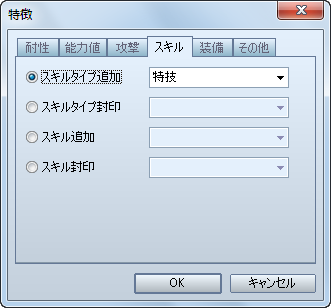 特徴
耐性 能力値 攻撃 スキル 装備 その他
スキルタイプ追加 特技
スキルタイプ封印
スキル追加
スキル封印
OK キャンセル